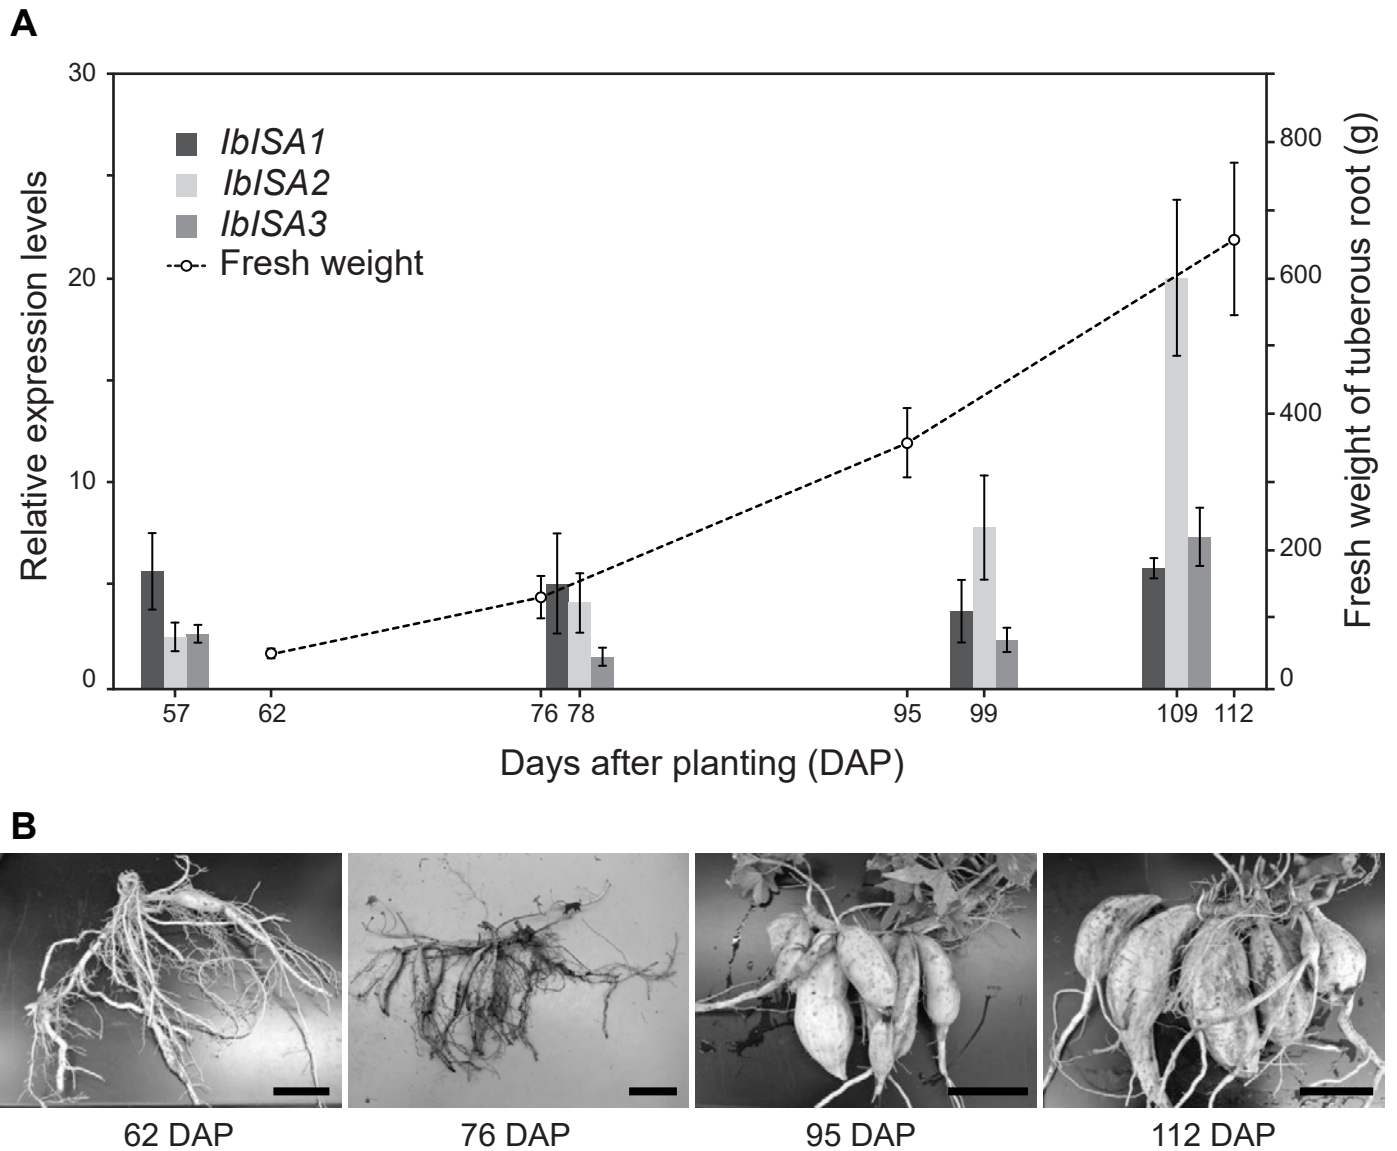 A
30
20
10
0
Relative expression levels
IbISA1
IbISA2
IbISA3
Fresh weight
800
600
400
200
0
Fresh weight of tuberous root (g)
57 62 76 78 95 99 109 112
Days after planting (DAP)
B
62 DAP 76 DAP 95 DAP 112 DAP